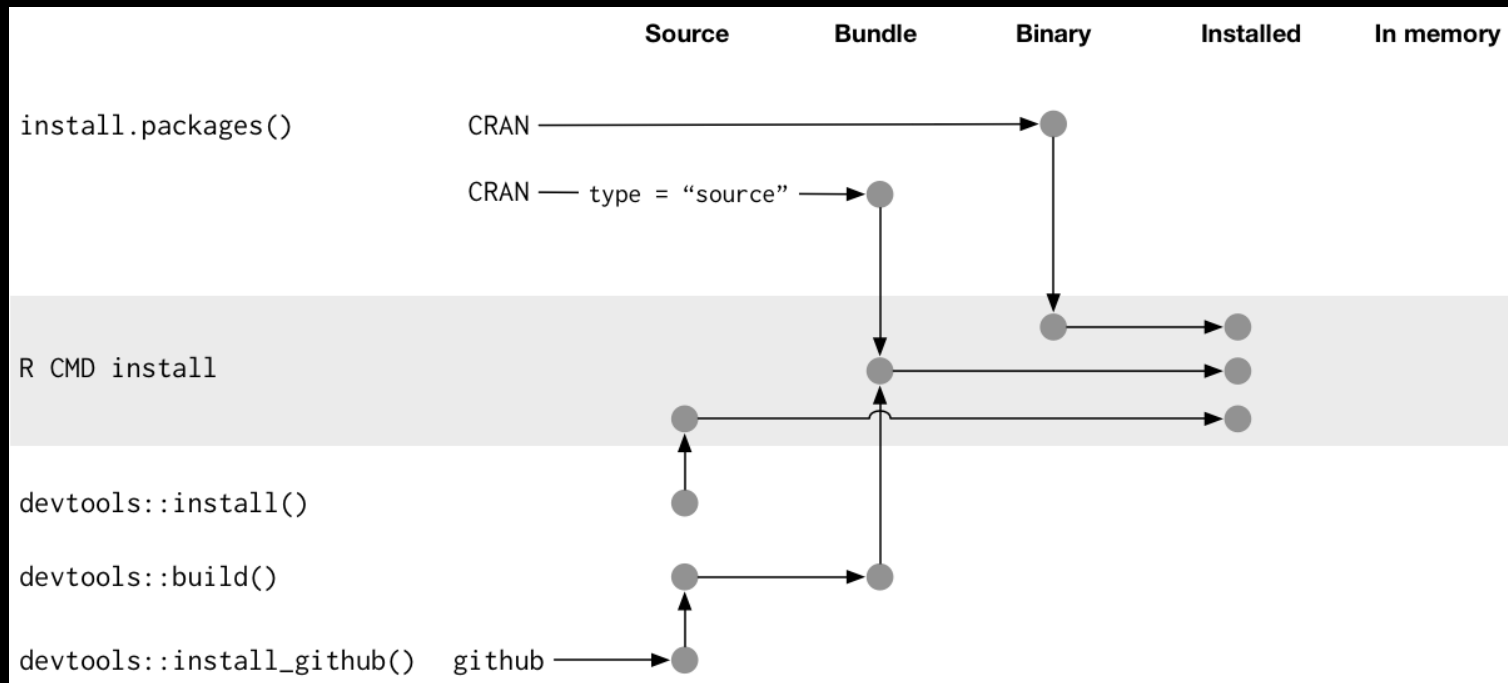 Source Bundle Binary Installed In memory
install.packages() CRAN
CRAN type = “source”
R CMD install
devtools::install()
devtools::build()
devtools::install_github() github